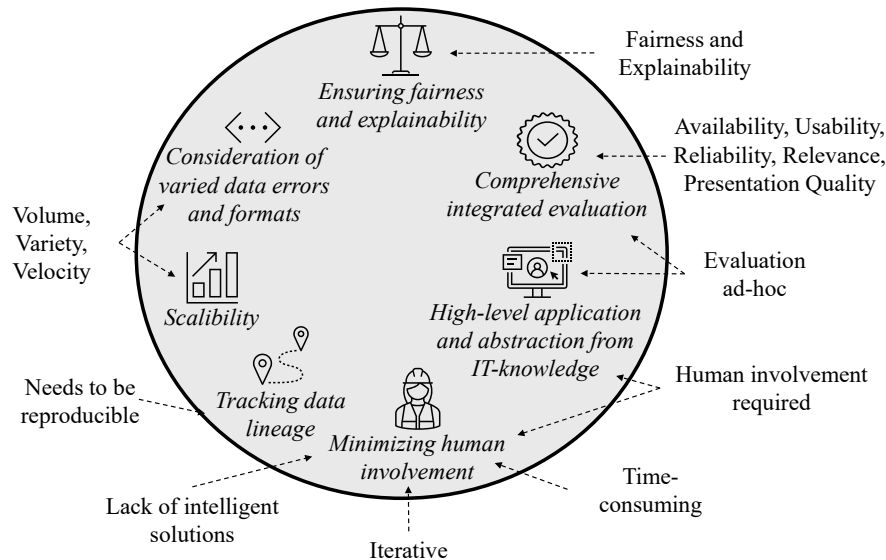 Fairness and
Explainability
Ensuring fairness
and explainability
Consideration of
varied data errors
and formats
Availability, Usability,
Reliability, Relevance,
Presentation Quality
Comprehensive
integrated evaluation
Volume,
Variety,
Velocity
Evaluation
ad-hoc
Scalibility
High-level application
and abstraction from
IT-knowledge
Needs to be
reproducible
Tracking data
lineage
Human involvement
required
Minimizing human
involvement
Lack of intelligent
solutions
Time-
consuming
Iterative